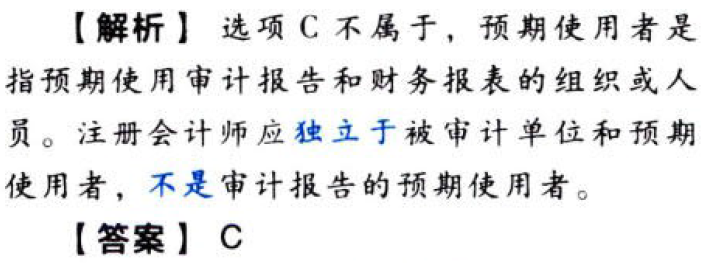 【解析】 选项 C 不属于，预期使用者是
指预期使用审计报告和财务报表的组织或人
员。注册会计师应独立于被审计单位和预期
使用者，不是审计报告的预期使用者。
【答案】 C